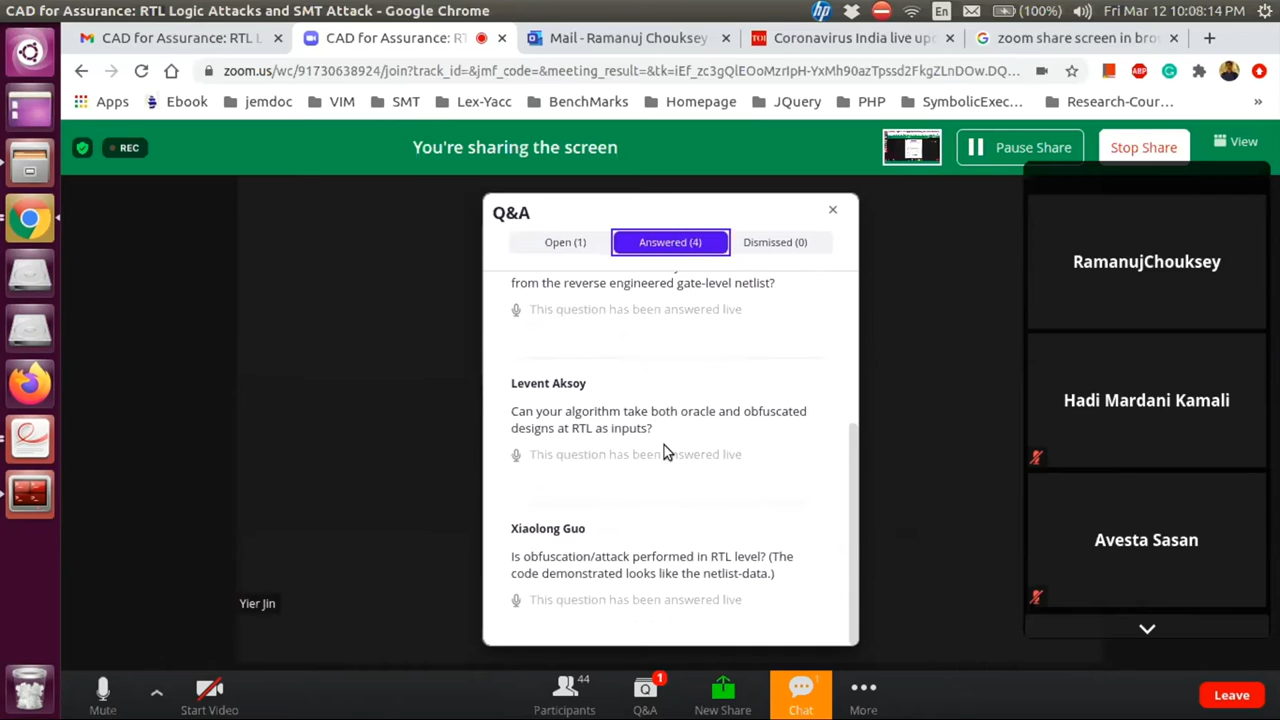 CAD for Assurance: RTL Logic Attacks and SMT Attack - Google Chrome
En
(100%)
Fri Mar 12 10:08:14 PM
CAD for Assurance: RTL L
CAD for Assurance: RT
Mail - Ramanuj Chouksey
Coronavirus India live up
zoom share screen in bro
zoom.us/wc/91730638924/join?track_id=&jmf_code=&meeting_result=&tk=
Apps
Ebook
jemdoc
VIM
SMT
Lex-Yacc
BenchMarks
Homepage
JQuery
PHP
SymbolicExec...
Research-Cour...
»
REC
You're sharing the screen
Pause Share
Stop Share
View
Q&A
Open (1)
Answered (4)
Dismissed (0)
from the reverse engineered gate-level netlist?
This question has been answered live
Levent Aksoy
Can your algorithm take both oracle and obfuscated
designs at RTL as inputs?
This question has been answered live
Xiaolong Guo
Is obfuscation/attack performed in RTL level? (The
code demonstrated looks like the netlist-data.)
This question has been answered live
RamanujChouksey
Hadi Mardani Kamali
Avesta Sasan
Yier Jin
Mute
Start Video
44
Participants
1
Q&A
New Share
1
Chat
More
Leave